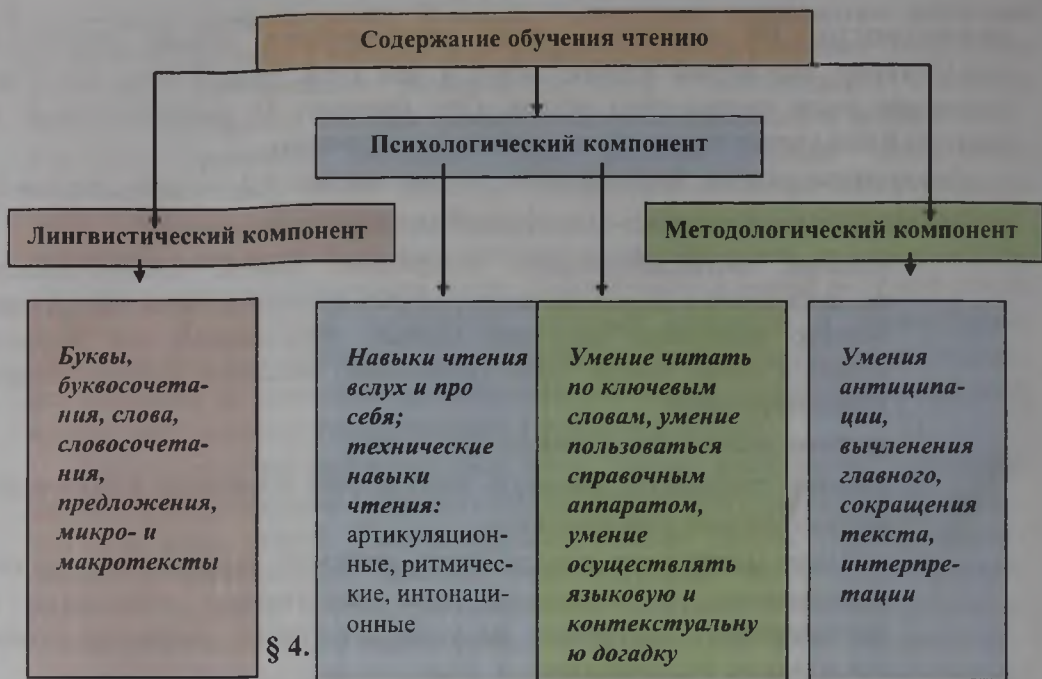 Содержание обучения чтению
Психологический компонент
Лингвистический компонент
Методологический компонент
Буквы,
буквосочета-
ния, слова,
словосочета-
ния,
предложения,
микро- и
макротексты
Навыки чтения
вслух и про
себя;
технические
навыки
чтения:
артикуляцион-
ные, ритмичес-
кие, интонаци-
онные
Умение читать
по ключевым
словам, умение
пользоваться
справочным
аппаратом,
умение
осуществлять
языковую и
контекстуальну
ю догадку
Умения
антиципа-
ции,
вычленения
главного,
сокращения
текста,
интерпре-
тации
§ 4.